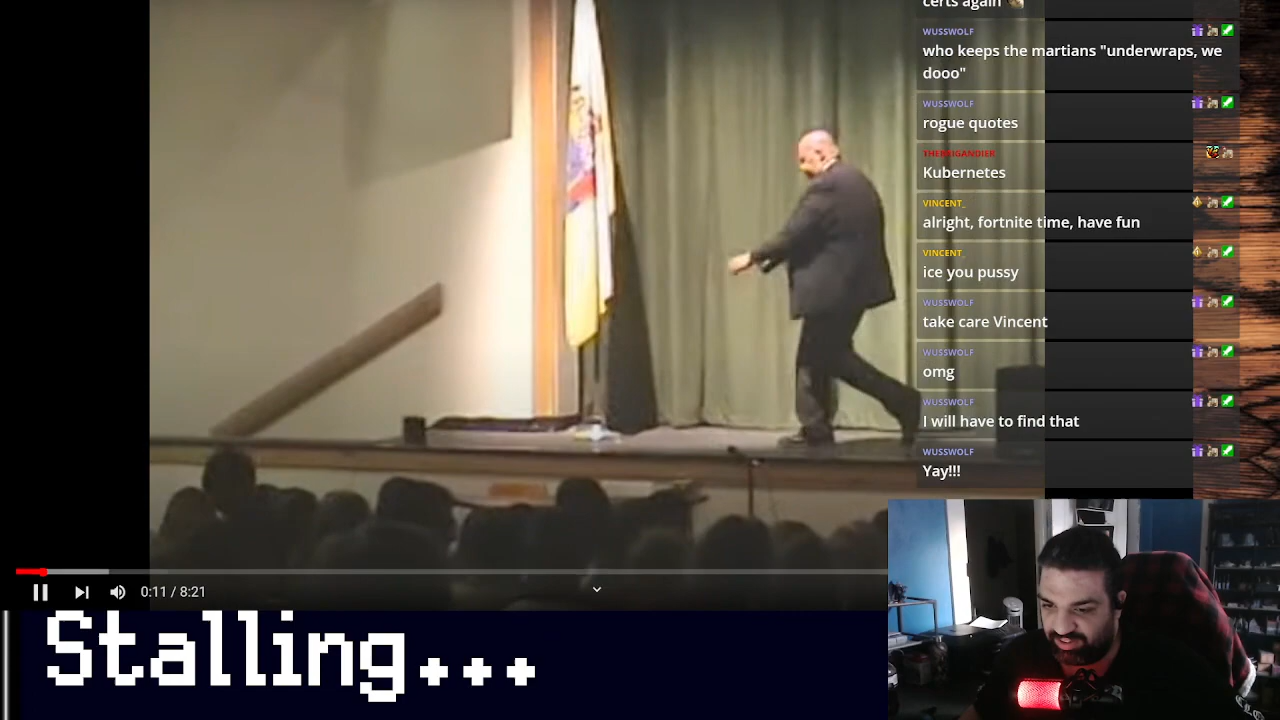 certs again
WUSSWOLF
who keeps the martians "underwraps, we
dooo"
WUSSWOLF
rogue quotes
Kubernetes
VINCENT_
alright, fortnite time, have fun
VINCENT_
ice you pussy
WUSSWOLF
take care Vincent
WUSSWOLF
omg
WUSSWOLF
I will have to find that
WUSSWOLF
Yay!!!
0:11 / 8:21
Stalling...